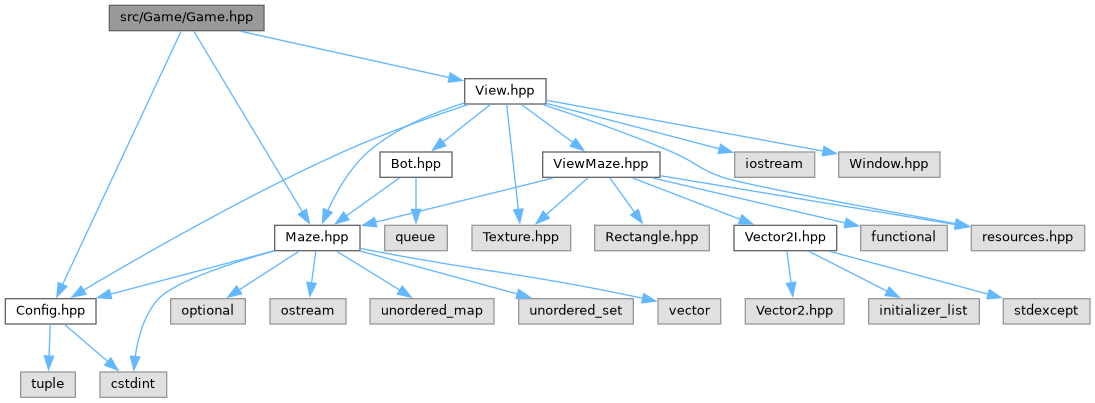 src/Game/Game.hpp
View.hpp
Bot.hpp
ViewMaze.hpp
iostream
Window.hpp
Maze.hpp
queue
Texture.hpp
Rectangle.hpp
Vector2I.hpp
functional
resources.hpp
Config.hpp
optional
ostream
unordered_map
unordered_set
vector
Vector2.hpp
initializer_list
stdexcept
tuple
cstdint